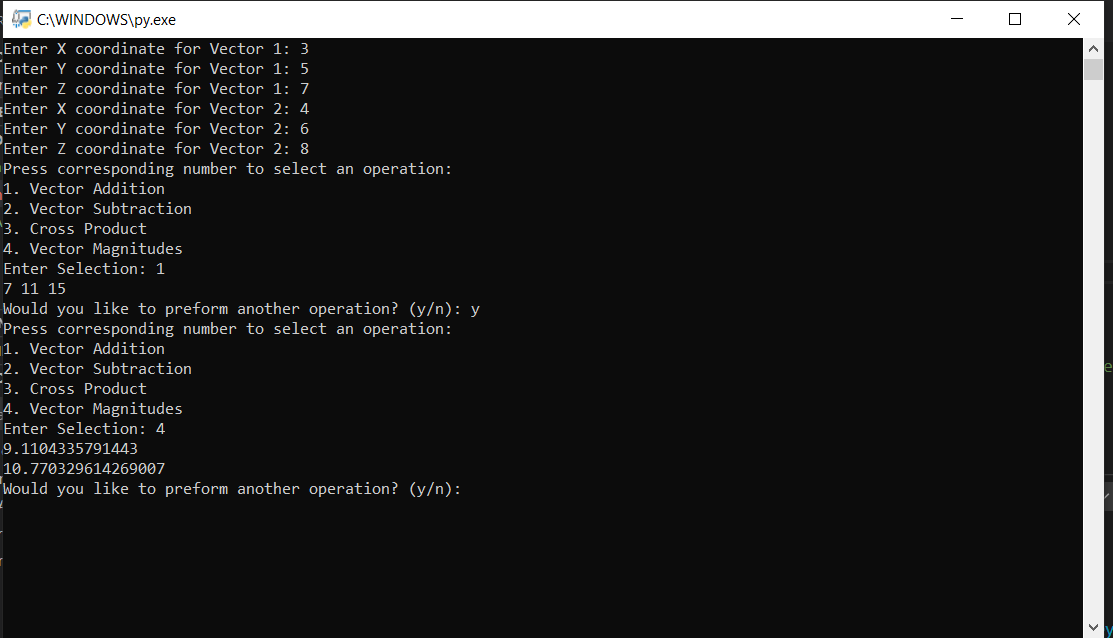 C:\WINDOWS\py.exe
Enter X coordinate for Vector 1: 3
Enter Y coordinate for Vector 1: 5
Enter Z coordinate for Vector 1: 7
Enter X coordinate for Vector 2: 4
Enter Y coordinate for Vector 2: 6
Enter Z coordinate for Vector 2: 8
Press corresponding number to select an operation:
1. Vector Addition
2. Vector Subtraction
3. Cross Product
4. Vector Magnitudes
Enter Selection: 1
7 11 15
Would you like to preform another operation? (y/n): y
Press corresponding number to select an operation:
1. Vector Addition
2. Vector Subtraction
3. Cross Product
4. Vector Magnitudes
Enter Selection: 4
9.1104335791443
10.770329614269007
Would you like to preform another operation? (y/n):